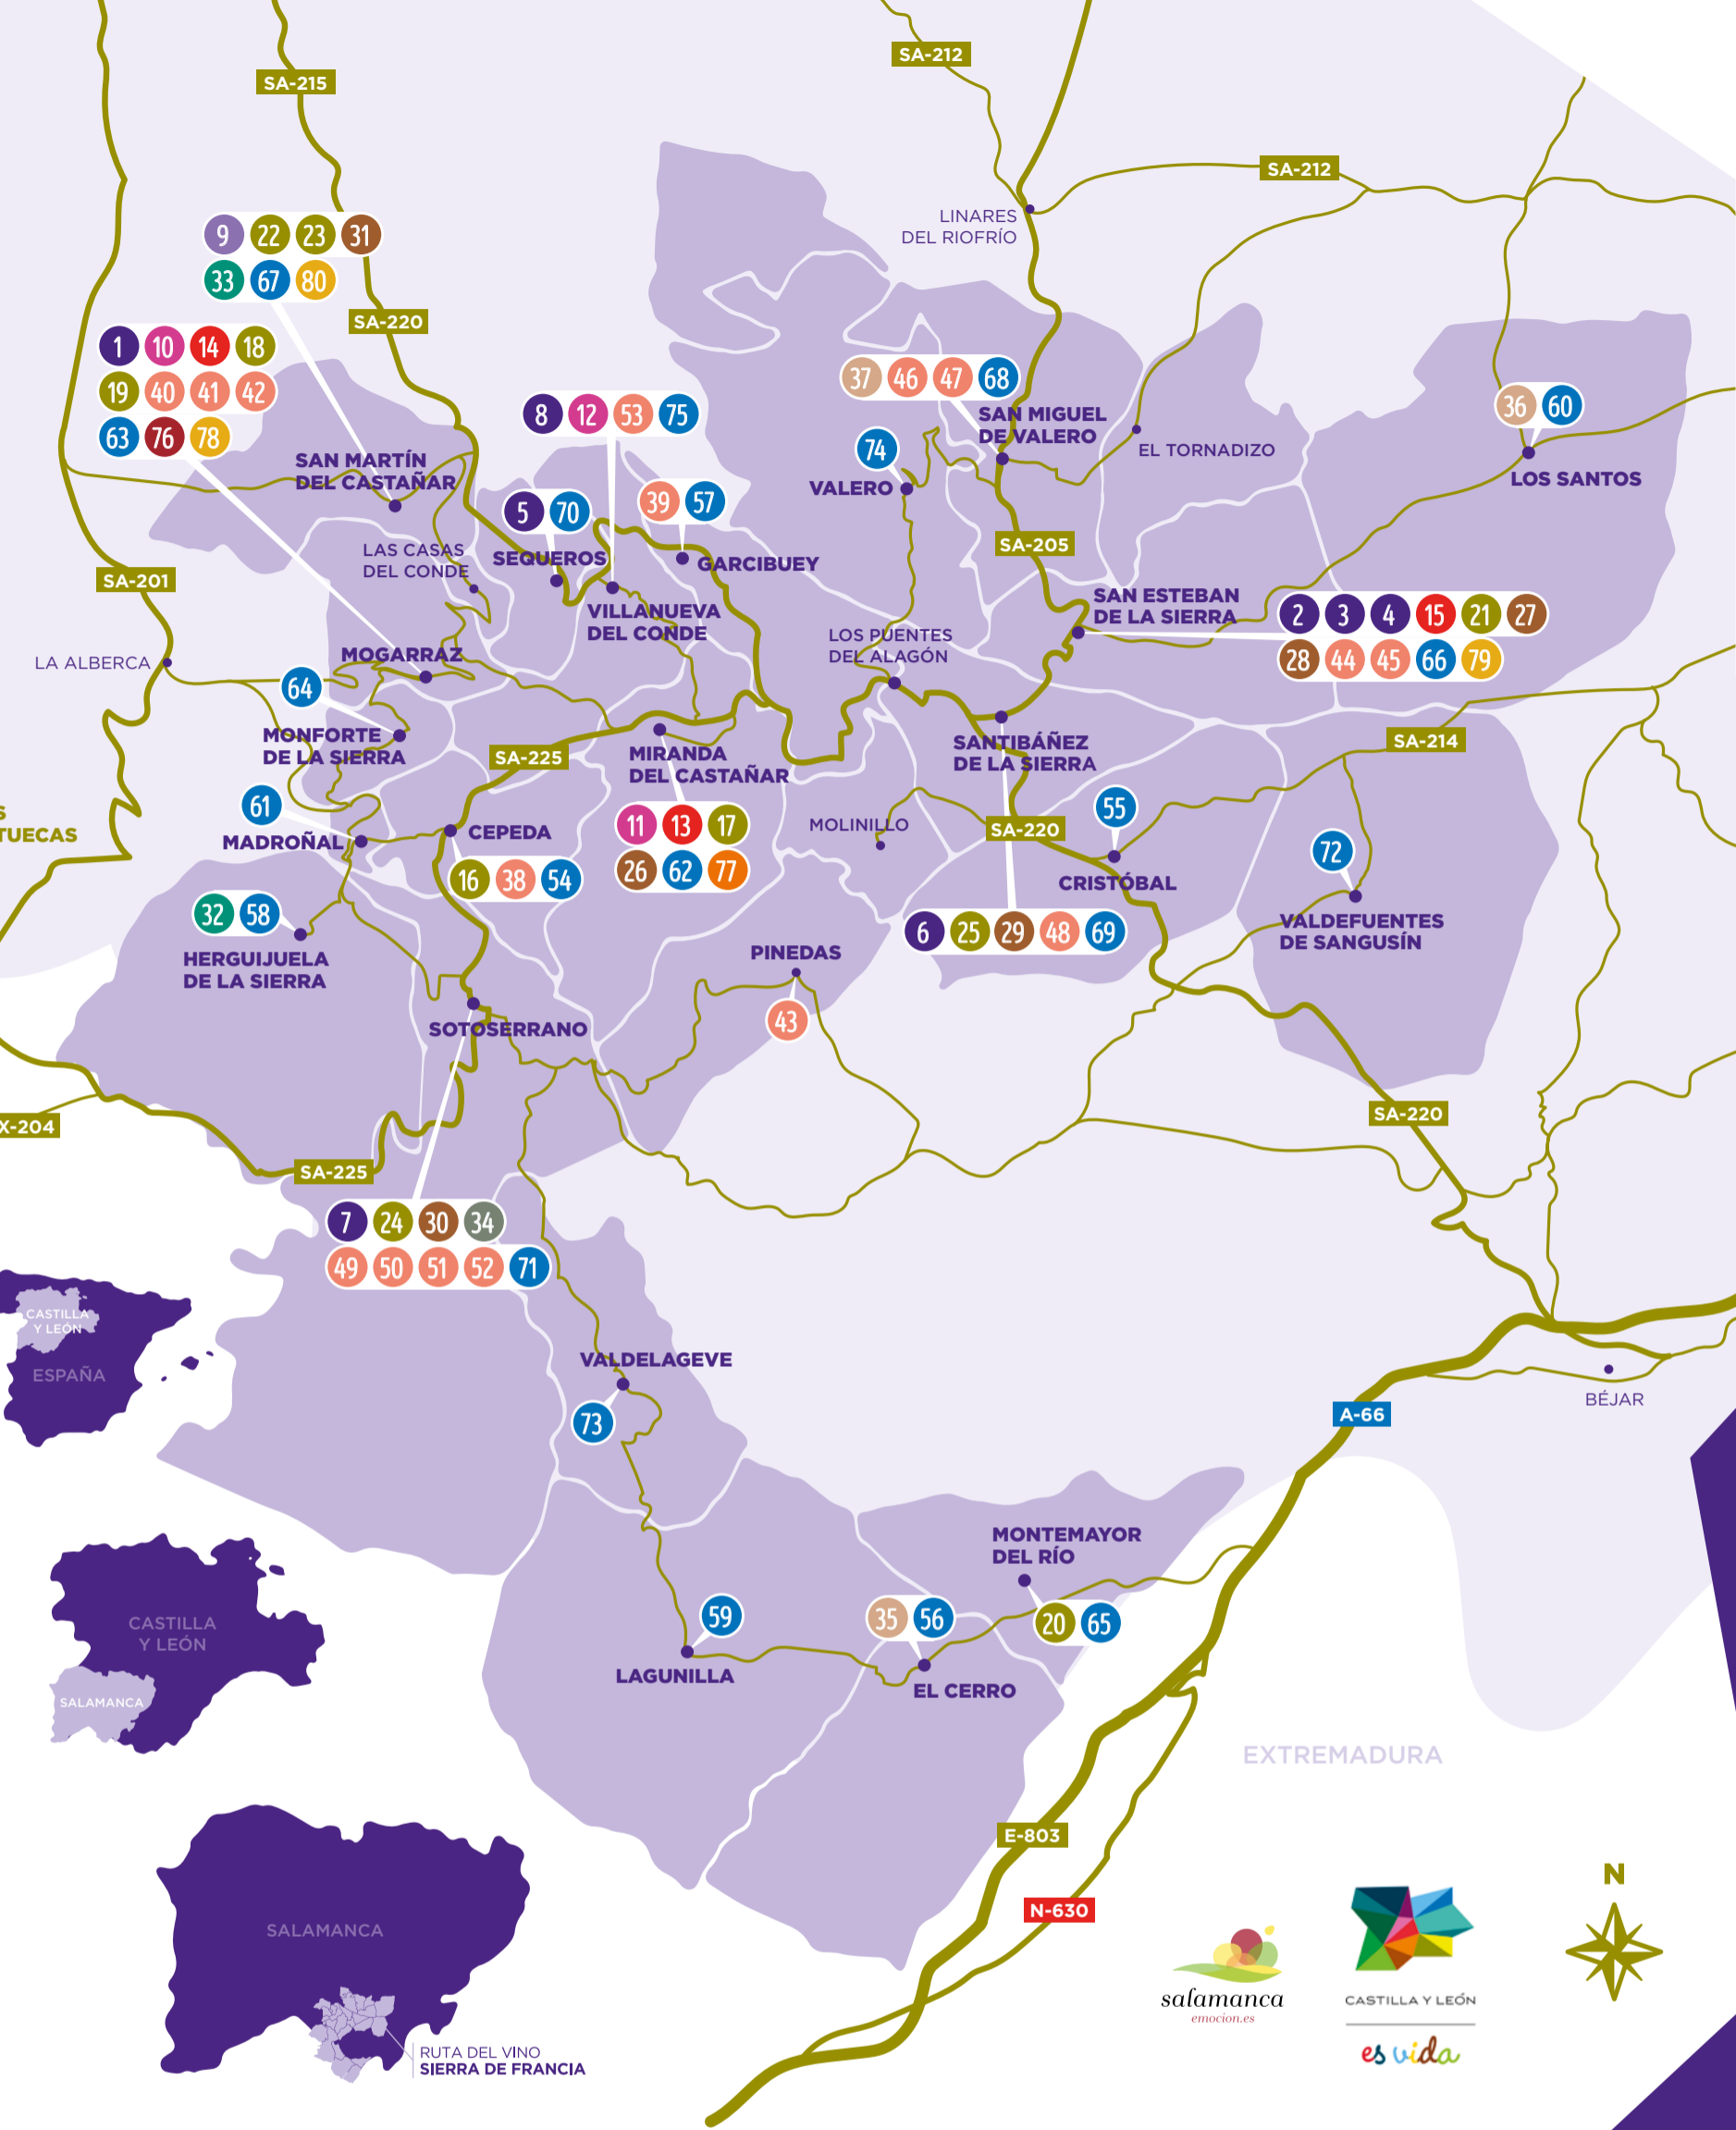 SA-212
SA-215
SA-212
LINARES
DEL RIOFRÍO
9 22 23 31
33 67 80
SA-220
1 10 14 18
19 40 41 42
63 76 78
37 46 47 68
SAN MIGUEL
DE VALERO
36 60
8 12 53 75
74
EL TORNADIZO
SAN MARTÍN
DEL CASTAÑAR
VALERO
LOS SANTOS
5 70
39 57
SA-205
LAS CASAS
DEL CONDE
SEQUEROS
GARCIBUEY
SA-201
VILLANUEVA
DEL CONDE
SAN ESTEBAN
DE LA SIERRA
2 3 4 15 21 27
28 44 45 66 79
LOS PUENTES
DEL ALAGÓN
LA ALBERCA
MOGARRAZ
64
MONFORTE
DE LA SIERRA
SA-225
MIRANDA
DEL CASTAÑAR
SANTIBÁÑEZ
DE LA SIERRA
SA-214
61
55
S
TUECAS
MADROÑAL
CEPEDA
11 13 17
26 62 77
MOLINILLO
SA-220
72
16 38 54
CRISTÓBAL
32 58
6 25 29 48 69
VALDEFUENTES
DE SANGUSÍN
HERGUIJUELA
DE LA SIERRA
PINEDAS
43
SOTOSERRANO
X-204
SA-220
SA-225
7 24 30 34
49 50 51 52 71
CASTILLA
Y LEÓN
ESPAÑA
VALDELAGEVE
73
BÉJAR
A-66
MONTEMAYOR
DEL RÍO
59
35 56
20 65
CASTILLA
Y LEÓN
LAGUNILLA
EL CERRO
SALAMANCA
EXTREMADURA
E-803
N
N-630
SALAMANCA
salamanca
emocion.es
CASTILLA Y LEÓN
es vida
RUTA DEL VINO
SIERRA DE FRANCIA